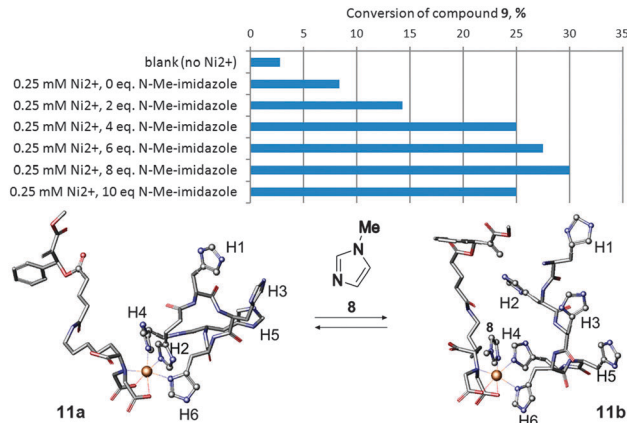 Conversion of compound 9, %
0 5 10 15 20 25 30 35
blank (no Ni2+)
0.25 mM Ni2+, 0 eq. N-Me-imidazole
0.25 mM Ni2+, 2 eq. N-Me-imidazole
0.25 mM Ni2+, 4 eq. N-Me-imidazole
0.25 mM Ni2+, 6 eq. N-Me-imidazole
0.25 mM Ni2+, 8 eq. N-Me-imidazole
0.25 mM Ni2+, 10 eq. N-Me-imidazole
H1
H3
H4
H2
H5
H6
11a
Me
N
N
8
H1
H2
H3
8
H4
H5
H6
11b